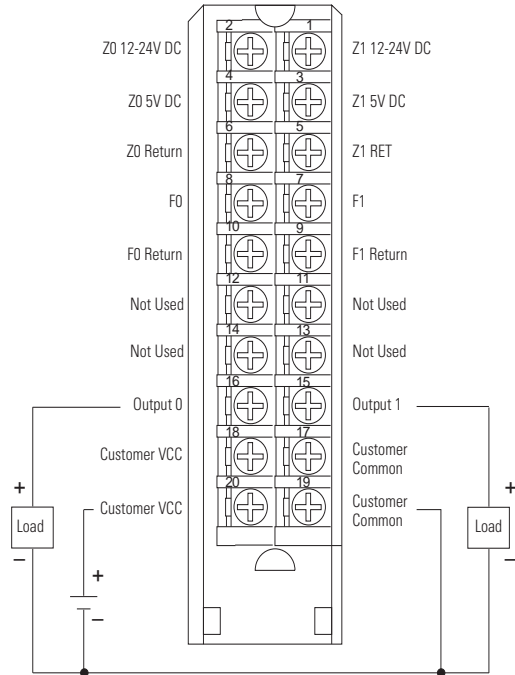 2 1
Z0 12-24V DC Z1 12-24V DC
4 3
Z0 5V DC Z1 5V DC
6 5
Z0 Return Z1 RET
8 7
F0 F1
10 9
F0 Return F1 Return
12 11
Not Used Not Used
14 13
Not Used Not Used
16 15
Output 0 Output 1
18 17
Customer VCC Customer
Common
20 19
Customer VCC Customer
Common
+ +
Load Load
– –
+
–